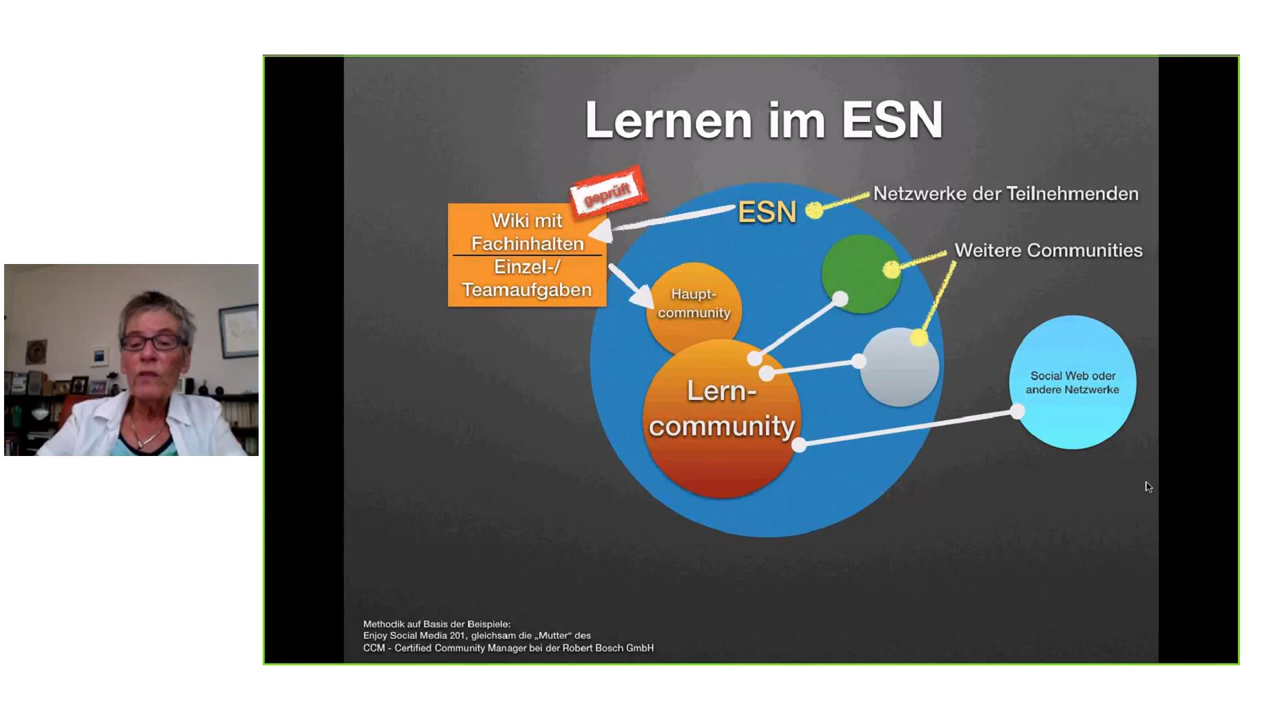 Lernen im ESN
geprüft
Wiki mit
Fachinhalten
Einzel-/
Teamaufgaben
ESN
Netzwerke der Teilnehmenden
Weitere Communities
Haupt-
community
Lern-
community
Social Web oder
andere Netzwerke
Methodik auf Basis der Beispiele:
Enjoy Social Media 201, gleichsam die „Mutter“ des
CCM - Certified Community Manager bei der Robert Bosch GmbH